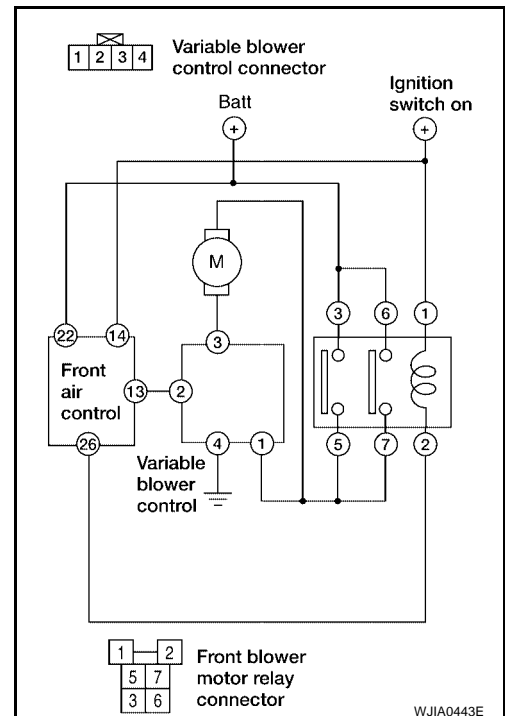 1 2 3 4
Variable blower
control connector
Batt
Ignition
switch on
+
+
M
3
6
1
22
14
3
Front
air
control
13
2
26
4
1
5
7
2
Variable
blower
control
1
2
5 7
3 6
Front blower
motor relay
connector
WJIA0443E